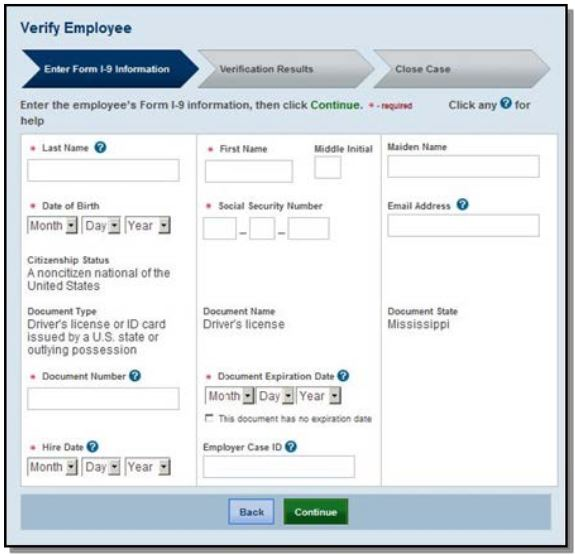 Verify Employee
Enter Form I-9 Information
Verification Results
Close Case
Enter the employee's Form I-9 information, then click Continue. * - required Click any ? for
help
* Last Name ?
* First Name
Middle Initial
Maiden Name
* Date of Birth
Month Day Year
* Social Security Number
– –
Email Address ?
Citizenship Status
A noncitizen national of the
United States
Document Type
Driver's license or ID card
issued by a U.S. state or
outlying possession
Document Name
Driver's license
Document State
Mississippi
* Document Number ?
* Document Expiration Date ?
Month Day Year
This document has no expiration date
* Hire Date ?
Month Day Year
Employer Case ID ?
Back
Continue